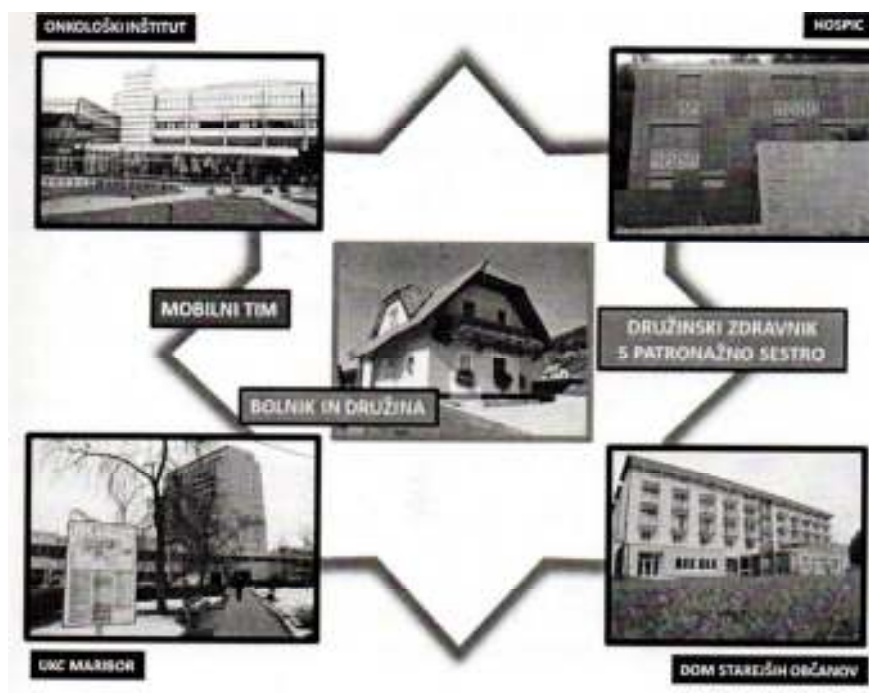 ONKOLOŠKI INŠTITUT
HOSPIC
MOBILNI TIM
DRUŽINSKI ZDRAVNIK
S PATRONAŽNO SESTRO
BOLNIK IN DRUŽINA
UKC MARIBOR
DOM STAREJŠIH OBČANOV